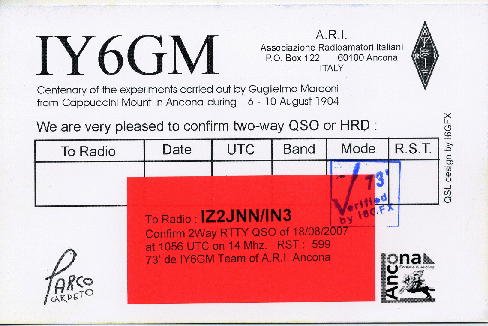 IY6GM
A.R.I.
Associazione Radioamatori Italiani
P.O. Box 122 60100 Ancona
ITALY
Centenary of the experiments carried out by Guglielmo Marconi
from Cappuccini Mount in Ancona during 6 - 10 August 1904
We are very pleased to confirm two-way QSO or HRD :
To Radio Date UTC Band Mode R.S.T.
73'
Verified
by I6GFX
To Radio : IZ2JNN/IN3
Confirm 2Way RTTY QSO of 18/08/2007
at 1056 UTC on 14 Mhz. RST : 599
73' de IY6GM Team of A.R.I. Ancona
QSL design by I6GFX
PARCO
CARDETO
Ancona